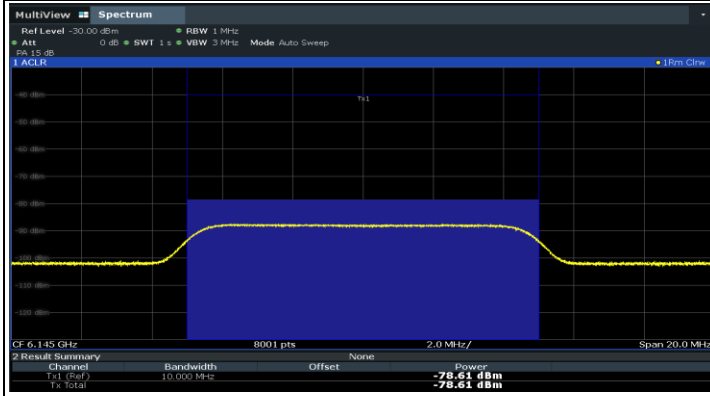 MultiView Spectrum
Ref Level -30.00 dBm RBW 1 MHz
Att 0 dB SWT 1 s VBW 3 MHz Mode Auto Sweep
PA 15 dB
1 ACLR 1Rm Clrw
-40 dBm
Tx1
-50 dBm
-60 dBm
-70 dBm
-80 dBm
-90 dBm
-100 dBm
-110 dBm
-120 dBm
CF 6.145 GHz 8001 pts 2.0 MHz/ Span 20.0 MHz
2 Result Summary None
Channel Bandwidth Offset Power
Tx1 (Ref) 10.000 MHz -78.61 dBm
Tx Total -78.61 dBm